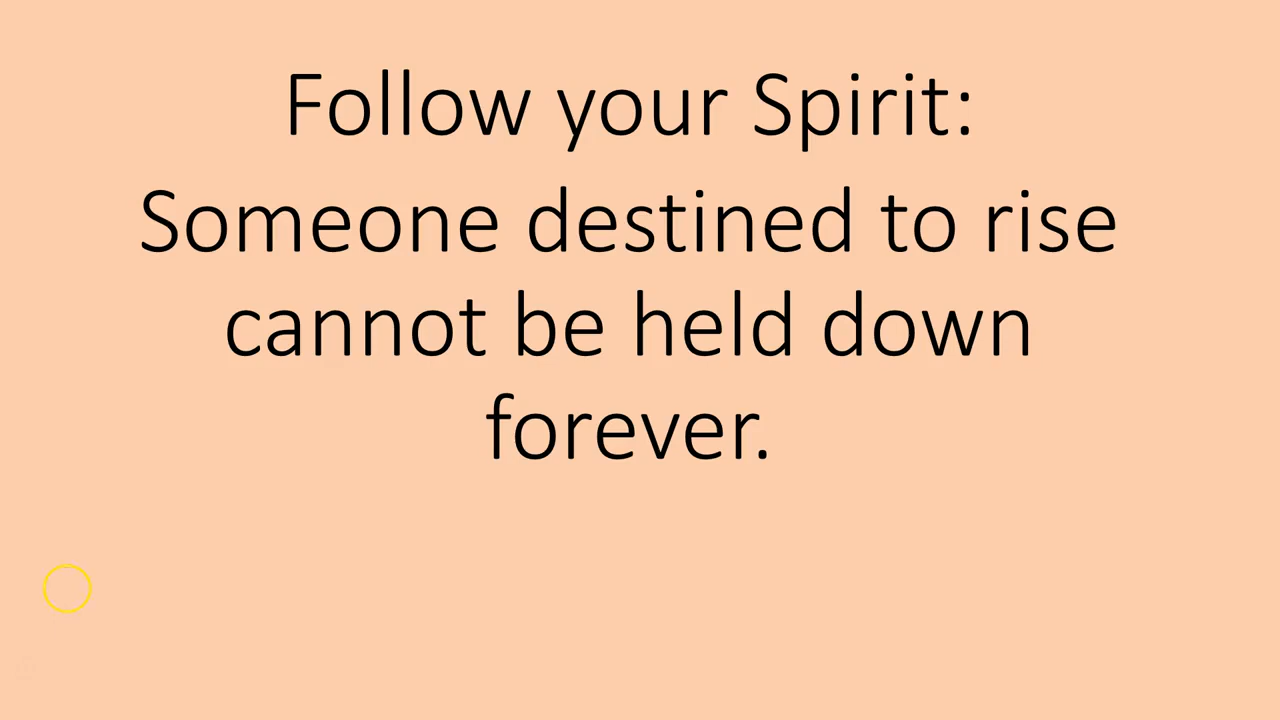 Follow your Spirit:
Someone destined to rise
cannot be held down
forever.